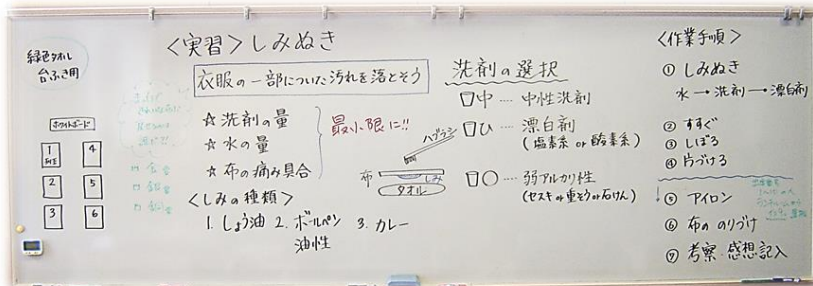 緑色タオル
台ふき用
ホワイトボード
1
4
2
5
3
6
<実習>しみぬき
衣服の一部についた汚れを落とそう
☆洗剤の量
☆水の量
☆布の痛み具合
最小限に!!
<しみの種類>
1. しょう油 2. ボールペン 3. カレー
油性
洗剤の選択
中 … 中性洗剤
ひ … 漂白剤
(塩素系 or 酸素系)
○ … 弱アルカリ性
(セスキor重そうor石けん)
ハブラシ
布
しみ
タオル
<作業手順>
① しみぬき
水→洗剤→漂白剤
② すすぐ
③ しぼる
④ 片づける
↓⑤ アイロン
⑥ 布ののりづけ
⑦ 考察・感想記入